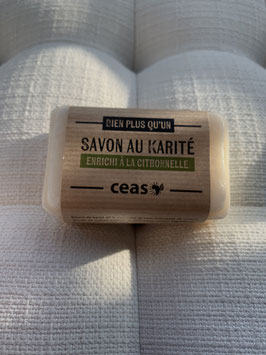 BIEN PLUS QU'UN
SAVON AU KARITÉ
ENRICHI À LA CITRONNELLE
ceas